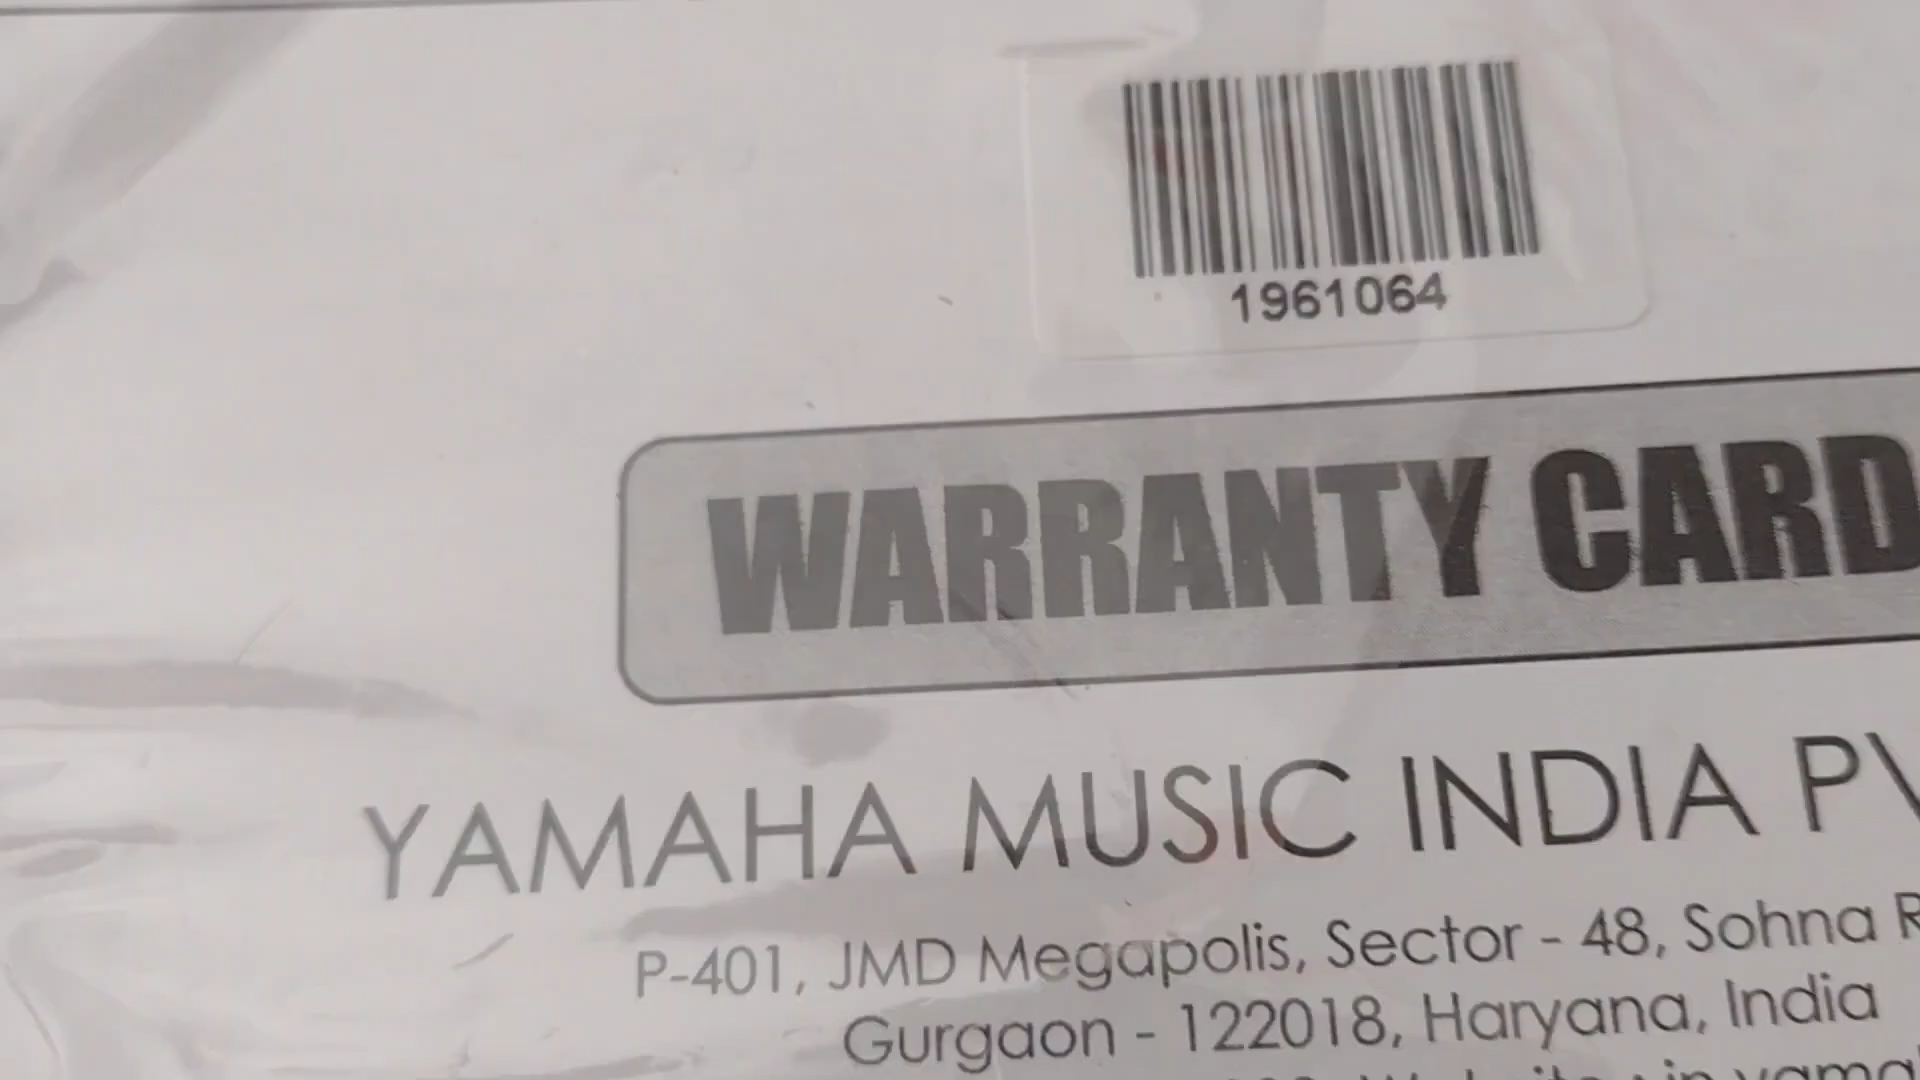 1961064
WARRANTY CARD
YAMAHA MUSIC INDIA
P-401, JMD Megapolis, Sector - 48, Sohna
Gurgaon - 122018, Haryana, India